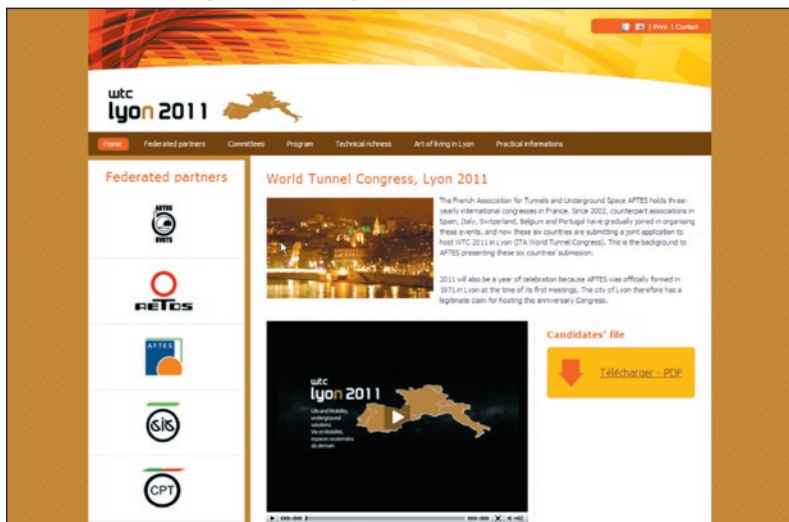 Print | Contact
wtc
lyon 2011
Home Federated partners Committees Program Technical richness Art of living in Lyon Practical informations
Federated partners
AETOS
AFTES
SIG
CPT
World Tunnel Congress, Lyon 2011
The French Association for Tunnels and Underground Space AFTES holds three-
yearly international congresses in France. Since 2002, counterpart associations in
Spain, Italy, Switzerland, Belgium and Portugal have gradually joined in organising
these events, and now these six countries are submitting a joint application to
host WTC 2011 in Lyon (ITA World Tunnel Congress). This is the background to
AFTES presenting these six countries' submission.
2011 will also be a year of celebration because AFTES was officially formed in
1971 in Lyon at the time of its first meetings. The city of Lyon therefore has a
legitimate claim for hosting this anniversary Congress.
wtc
lyon 2011
Life and Mobility,
underground
solutions
Vie et Mobilité,
espaces souterrains
de demain
00:00
00:00
Candidates' file
Télécharger - PDF